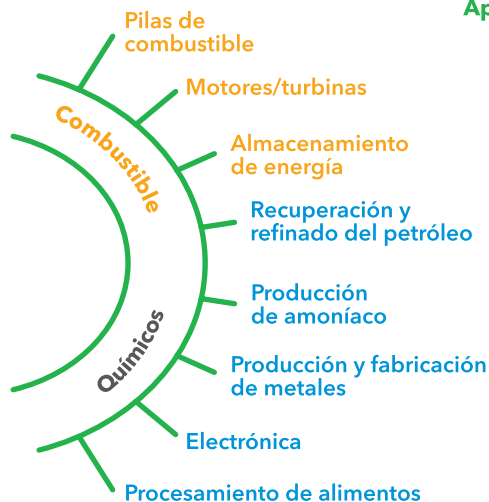 Ap
Pilas de
combustible
Motores/turbinas
Combustible
Almacenamiento
de energía
Recuperación y
refinado del petróleo
Producción
de amoníaco
Químicos
Producción y fabricación
de metales
Electrónica
Procesamiento de alimentos